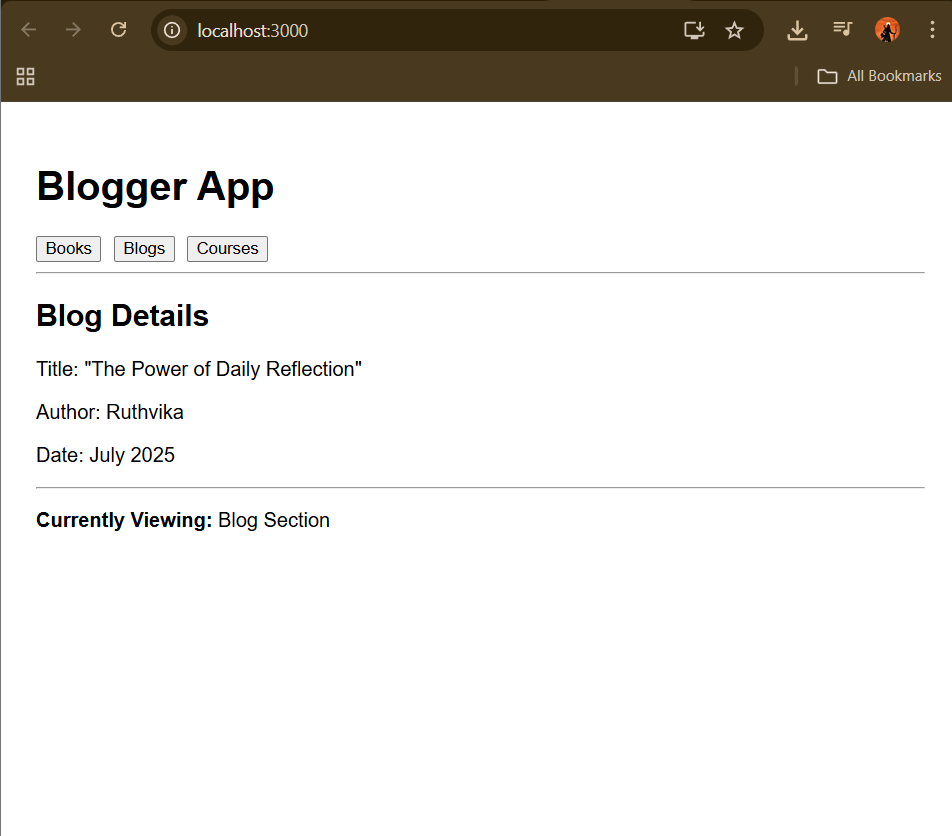 localhost:3000
All Bookmarks
Blogger App
Books Blogs Courses
Blog Details
Title: "The Power of Daily Reflection"
Author: Ruthvika
Date: July 2025
Currently Viewing: Blog Section